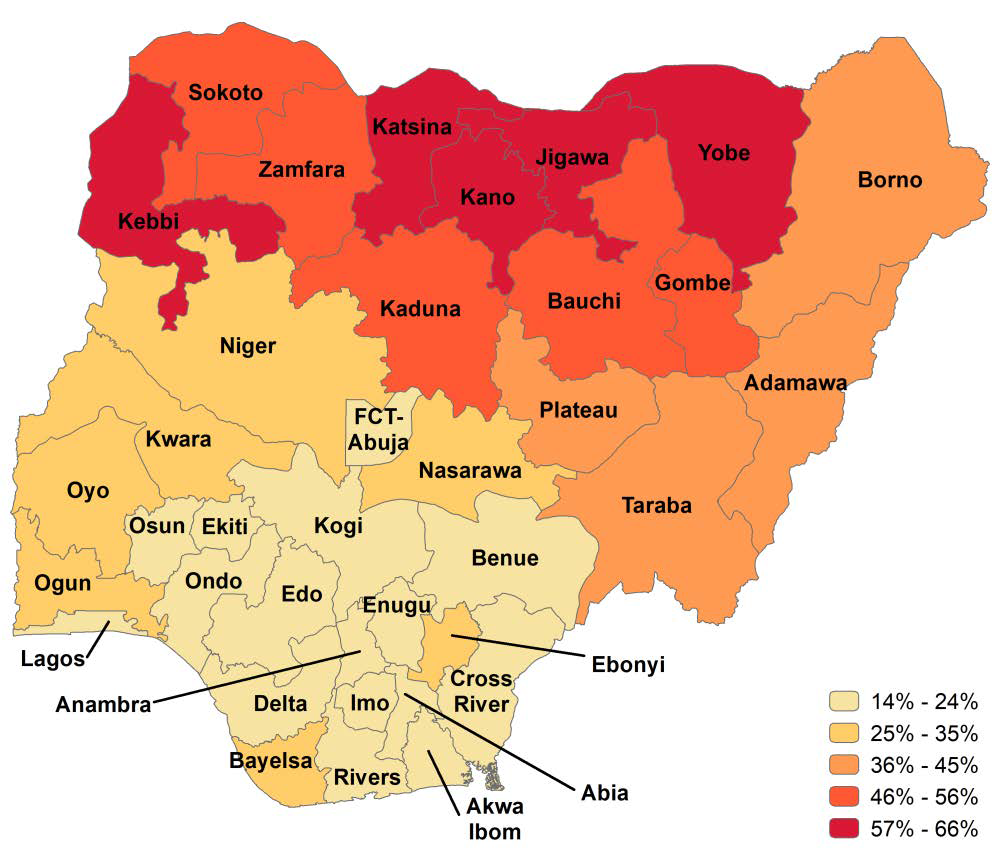 Sokoto
Katsina
Jigawa
Yobe
Zamfara
Borno
Kano
Kebbi
Gombe
Bauchi
Kaduna
Niger
Adamawa
Plateau
FCT-
Abuja
Kwara
Nasarawa
Oyo
Taraba
Osun
Ekiti
Kogi
Benue
Ogun
Ondo
Edo
Enugu
Lagos
Ebonyi
Anambra
Cross
River
Delta
Imo
Bayelsa
Rivers
Abia
Akwa
Ibom
14% - 24%
25% - 35%
36% - 45%
46% - 56%
57% - 66%